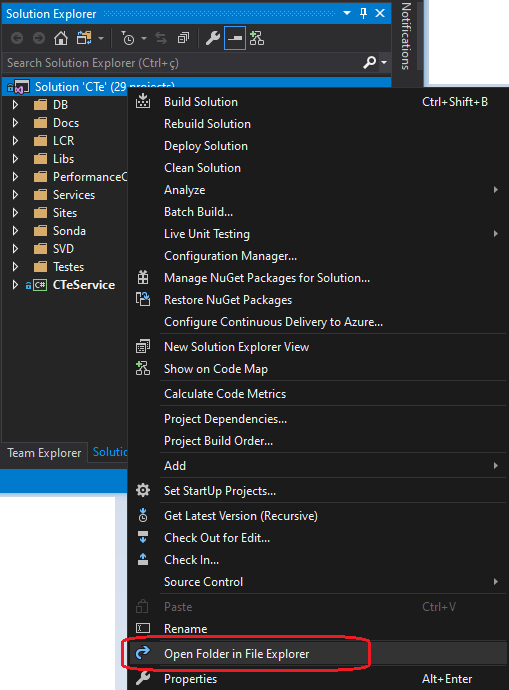 Solution Explorer
Notifications
Search Solution Explorer (Ctrl+ç)
Solution 'CTe' (29 projects)
DB
Docs
LCR
Libs
PerformanceC
Services
Sites
Sonda
SVD
Testes
C# CTeService
Team Explorer
Solutio
Build Solution Ctrl+Shift+B
Rebuild Solution
Deploy Solution
Clean Solution
Analyze
Batch Build...
Live Unit Testing
Configuration Manager...
Manage NuGet Packages for Solution...
Restore NuGet Packages
Configure Continuous Delivery to Azure...
New Solution Explorer View
Show on Code Map
Calculate Code Metrics
Project Dependencies...
Project Build Order...
Add
Set StartUp Projects...
Get Latest Version (Recursive)
Check Out for Edit...
Check In...
Source Control
Paste Ctrl+V
Rename
Open Folder in File Explorer
Properties Alt+Enter